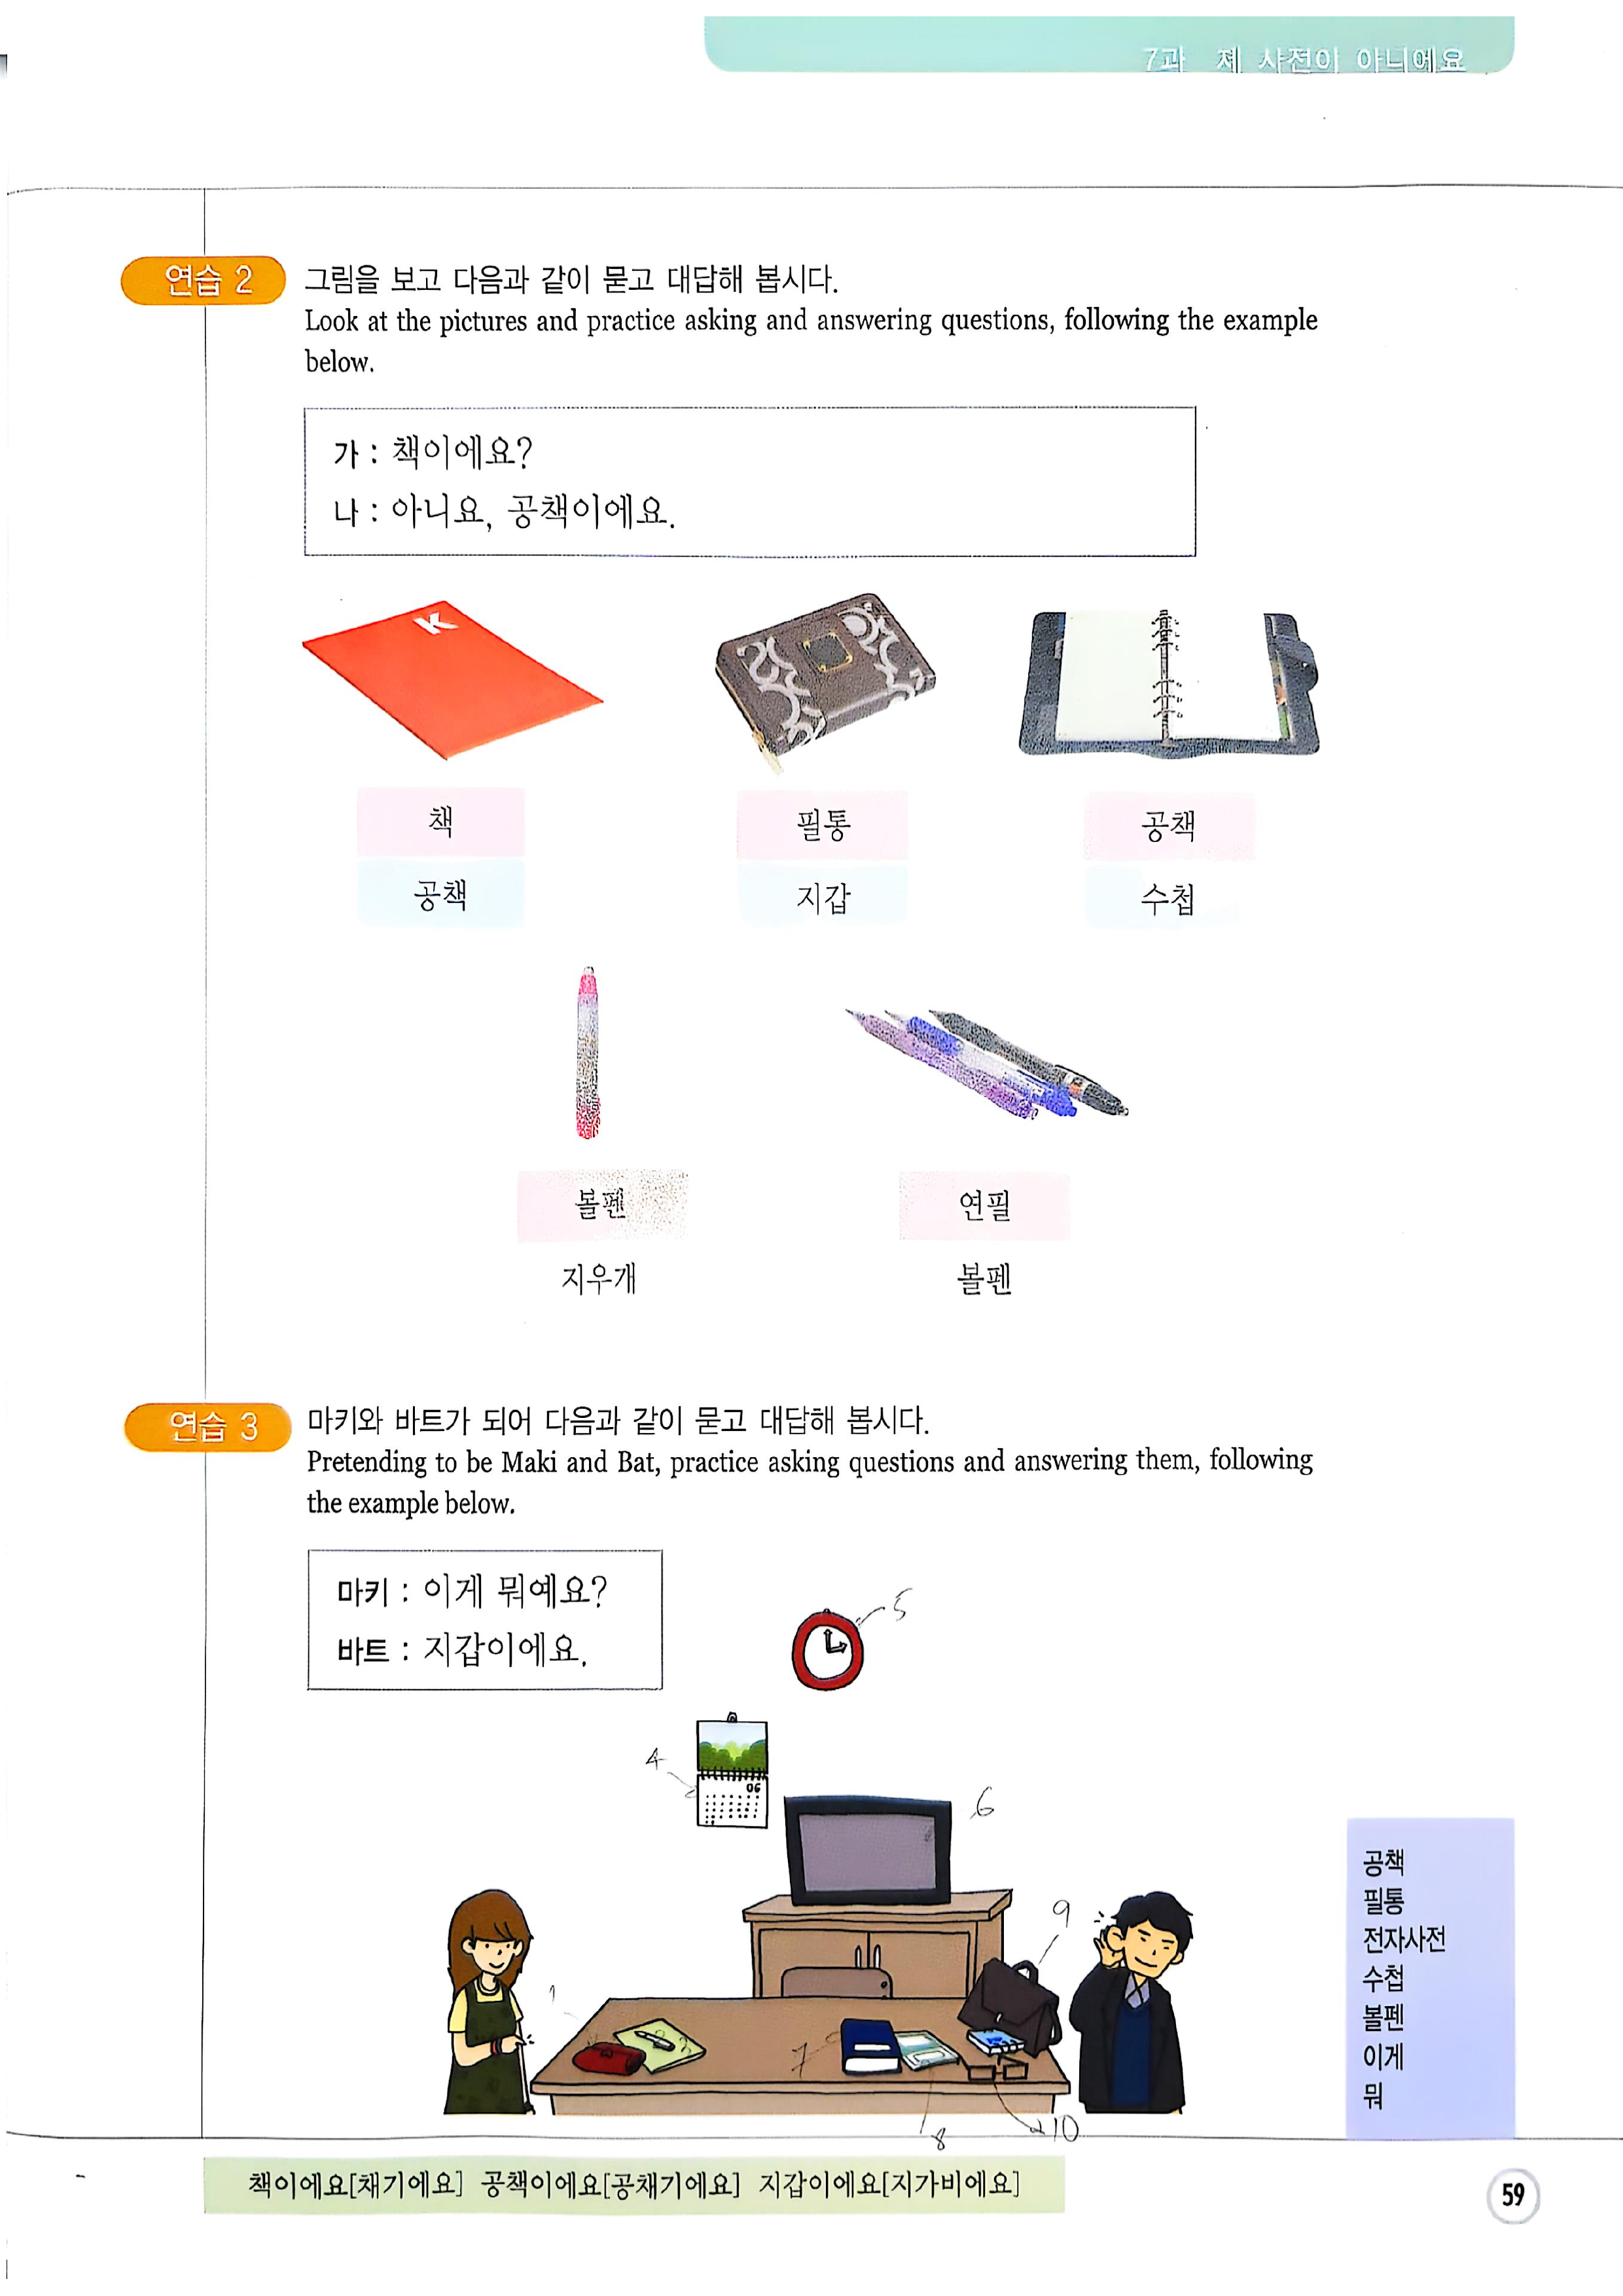 7과 제 사전이 아니에요
연습 2
그림을 보고 다음과 같이 묻고 대답해 봅시다.
Look at the pictures and practice asking and answering questions, following the example
below.
가 : 책이에요?
나 : 아니요, 공책이에요.
K
책
필통
공책
공책
지갑
수첩
볼펜
연필
지우개
볼펜
연습 3
마키와 바트가 되어 다음과 같이 묻고 대답해 봅시다.
Pretending to be Maki and Bat, practice asking questions and answering them, following
the example below.
마키 : 이게 뭐예요?
바트 : 지갑이에요.
5
4
06
6
9
1
2
3
7
8
10
공책
필통
전자사전
수첩
볼펜
이게
뭐
책이에요[채기에요] 공책이에요[공채기에요] 지갑이에요[지가비에요]
59